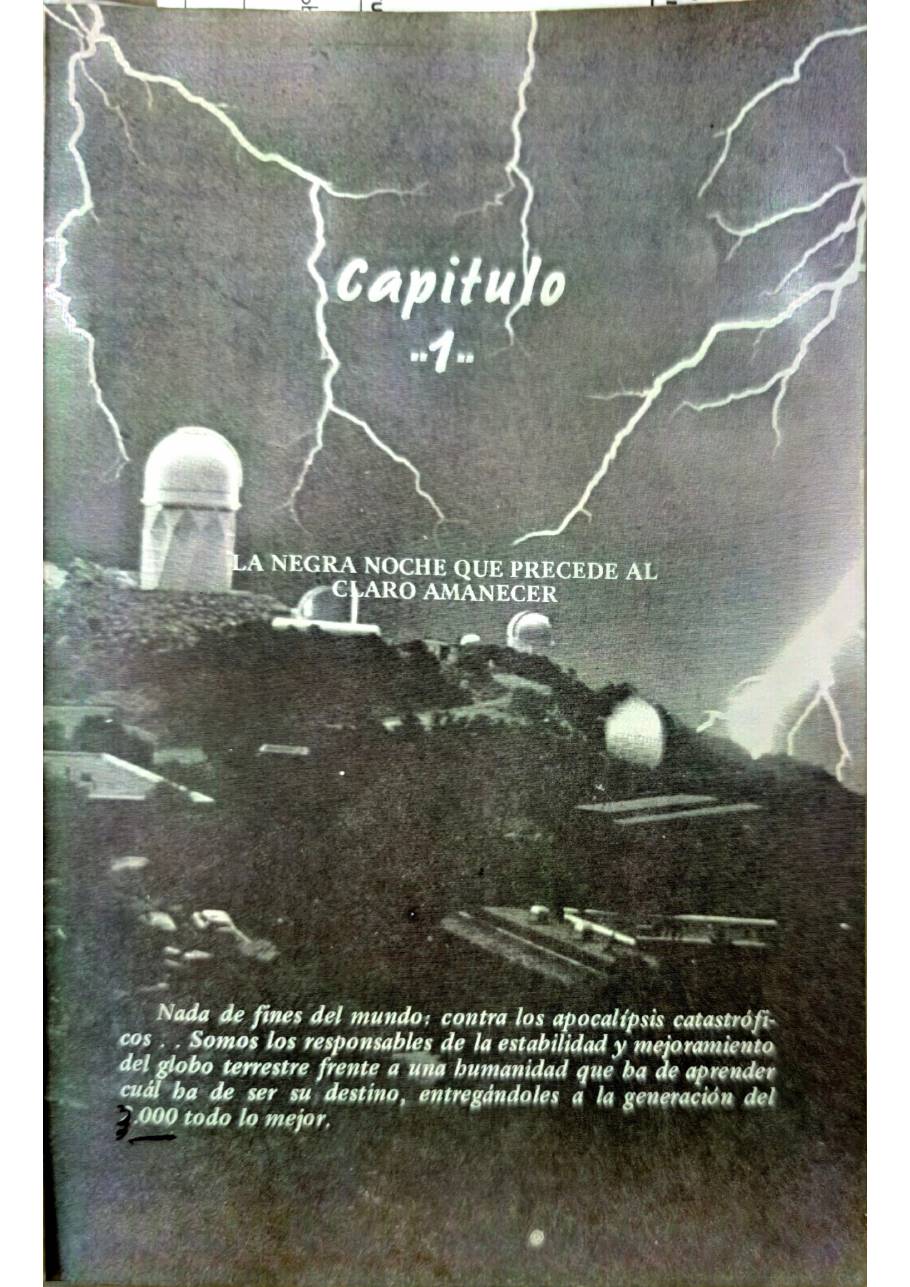 Capitulo
"1"
LA NEGRA NOCHE QUE PRECEDE AL
CLARO AMANECER
Nada de fines del mundo: contra los apocalípsis catastrófi-
cos . . Somos los responsables de la estabilidad y mejoramiento
del globo terrestre frente a una humanidad que ha de aprender
cuál ha de ser su destino, entregándoles a la generación del
3.000 todo lo mejor.